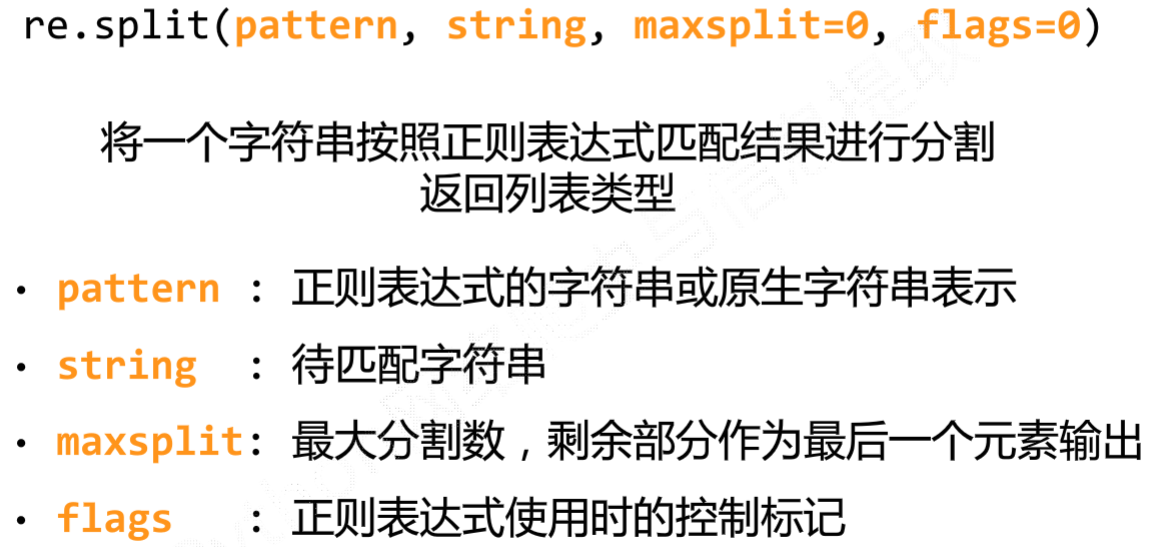 re.split(pattern, string, maxsplit=0, flags=0)
将一个字符串按照正则表达式匹配结果进行分割
返回列表类型
· pattern : 正则表达式的字符串或原生字符串表示
· string : 待匹配字符串
· maxsplit: 最大分割数，剩余部分作为最后一个元素输出
· flags : 正则表达式使用时的控制标记